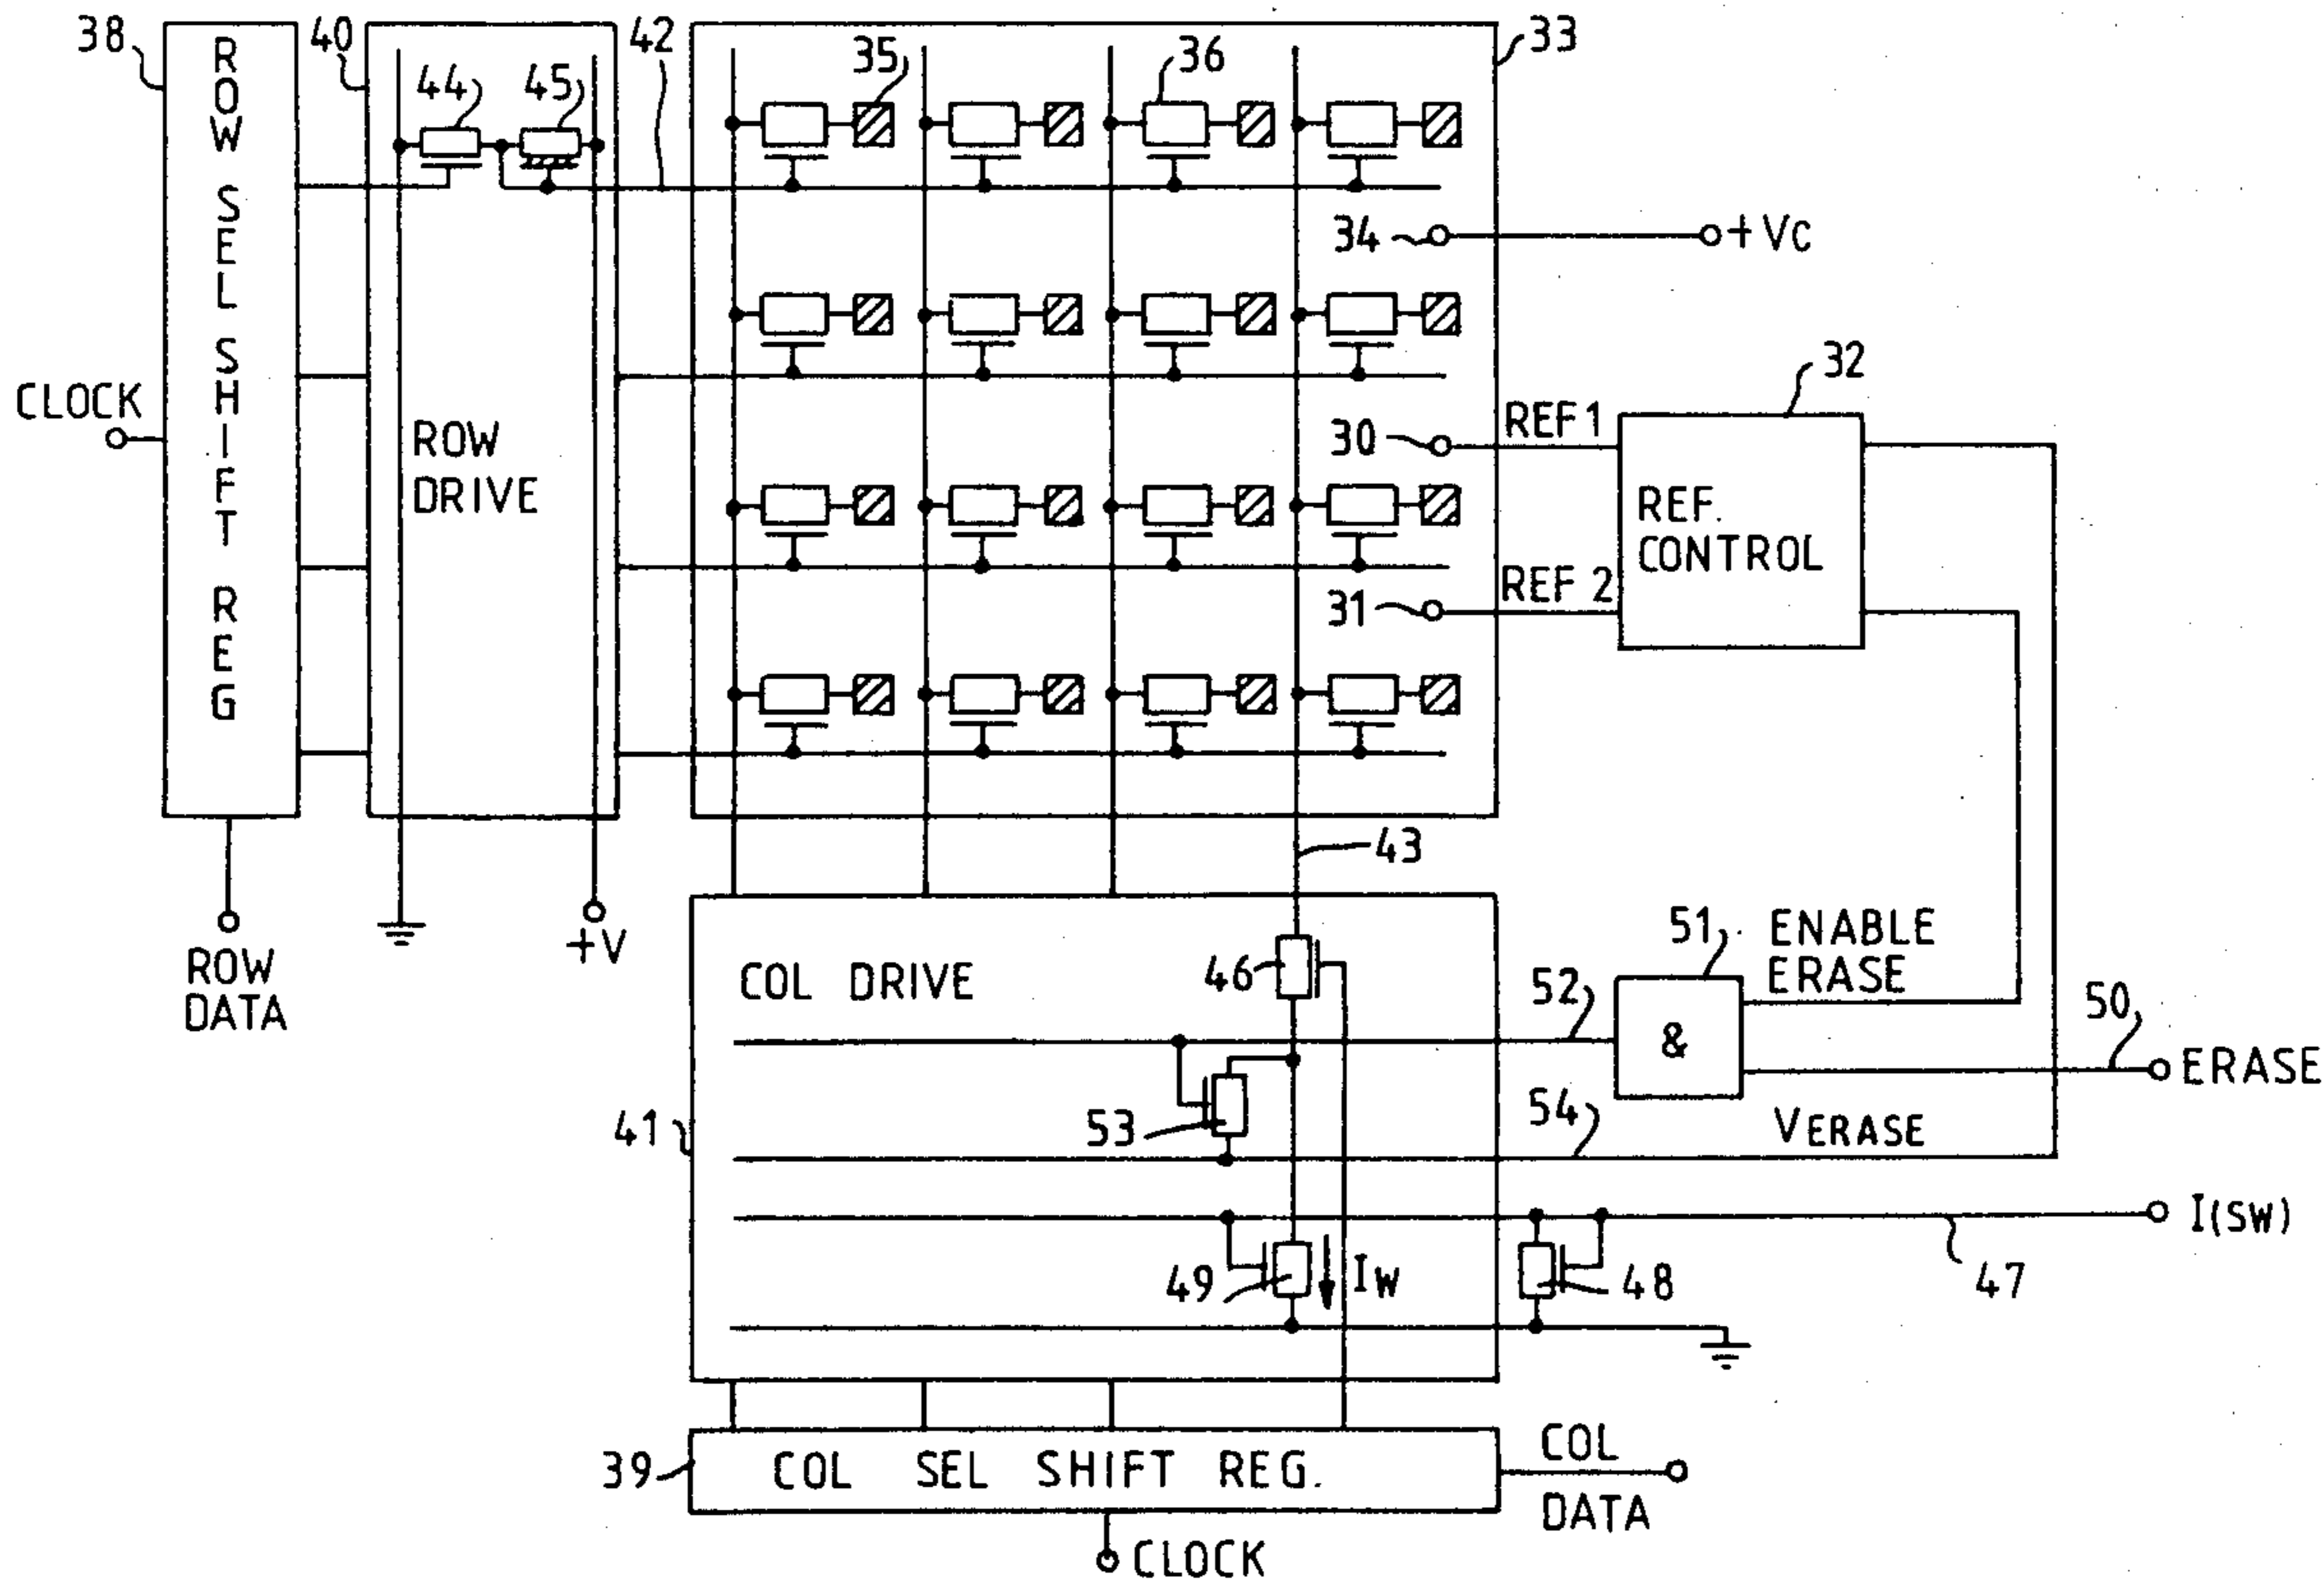 38
ROW SEL SHIFT REG
CLOCK
ROW
DATA
40
44
45
ROW
DRIVE
+V
42
35
36
33
34
+Vc
30
REF 1
31
REF 2
32
REF.
CONTROL
43
COL DRIVE
46
52
51
&
ENABLE
ERASE
50
ERASE
53
54
VERASE
41
49
IW
48
47
I(SW)
39
COL SEL SHIFT REG.
COL
DATA
CLOCK